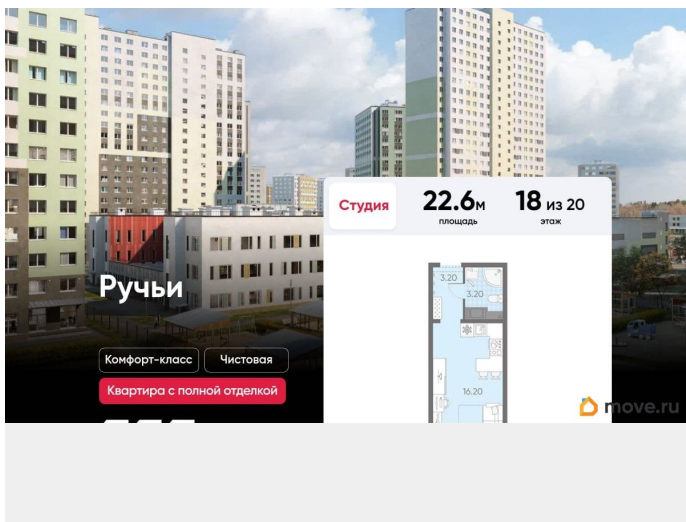 Студия
22.6м
площадь
18 из 20
этаж
3.20
3.20
16.20
Ручьи
Комфорт-класс
Чистовая
Квартира с полной отделкой
move.ru